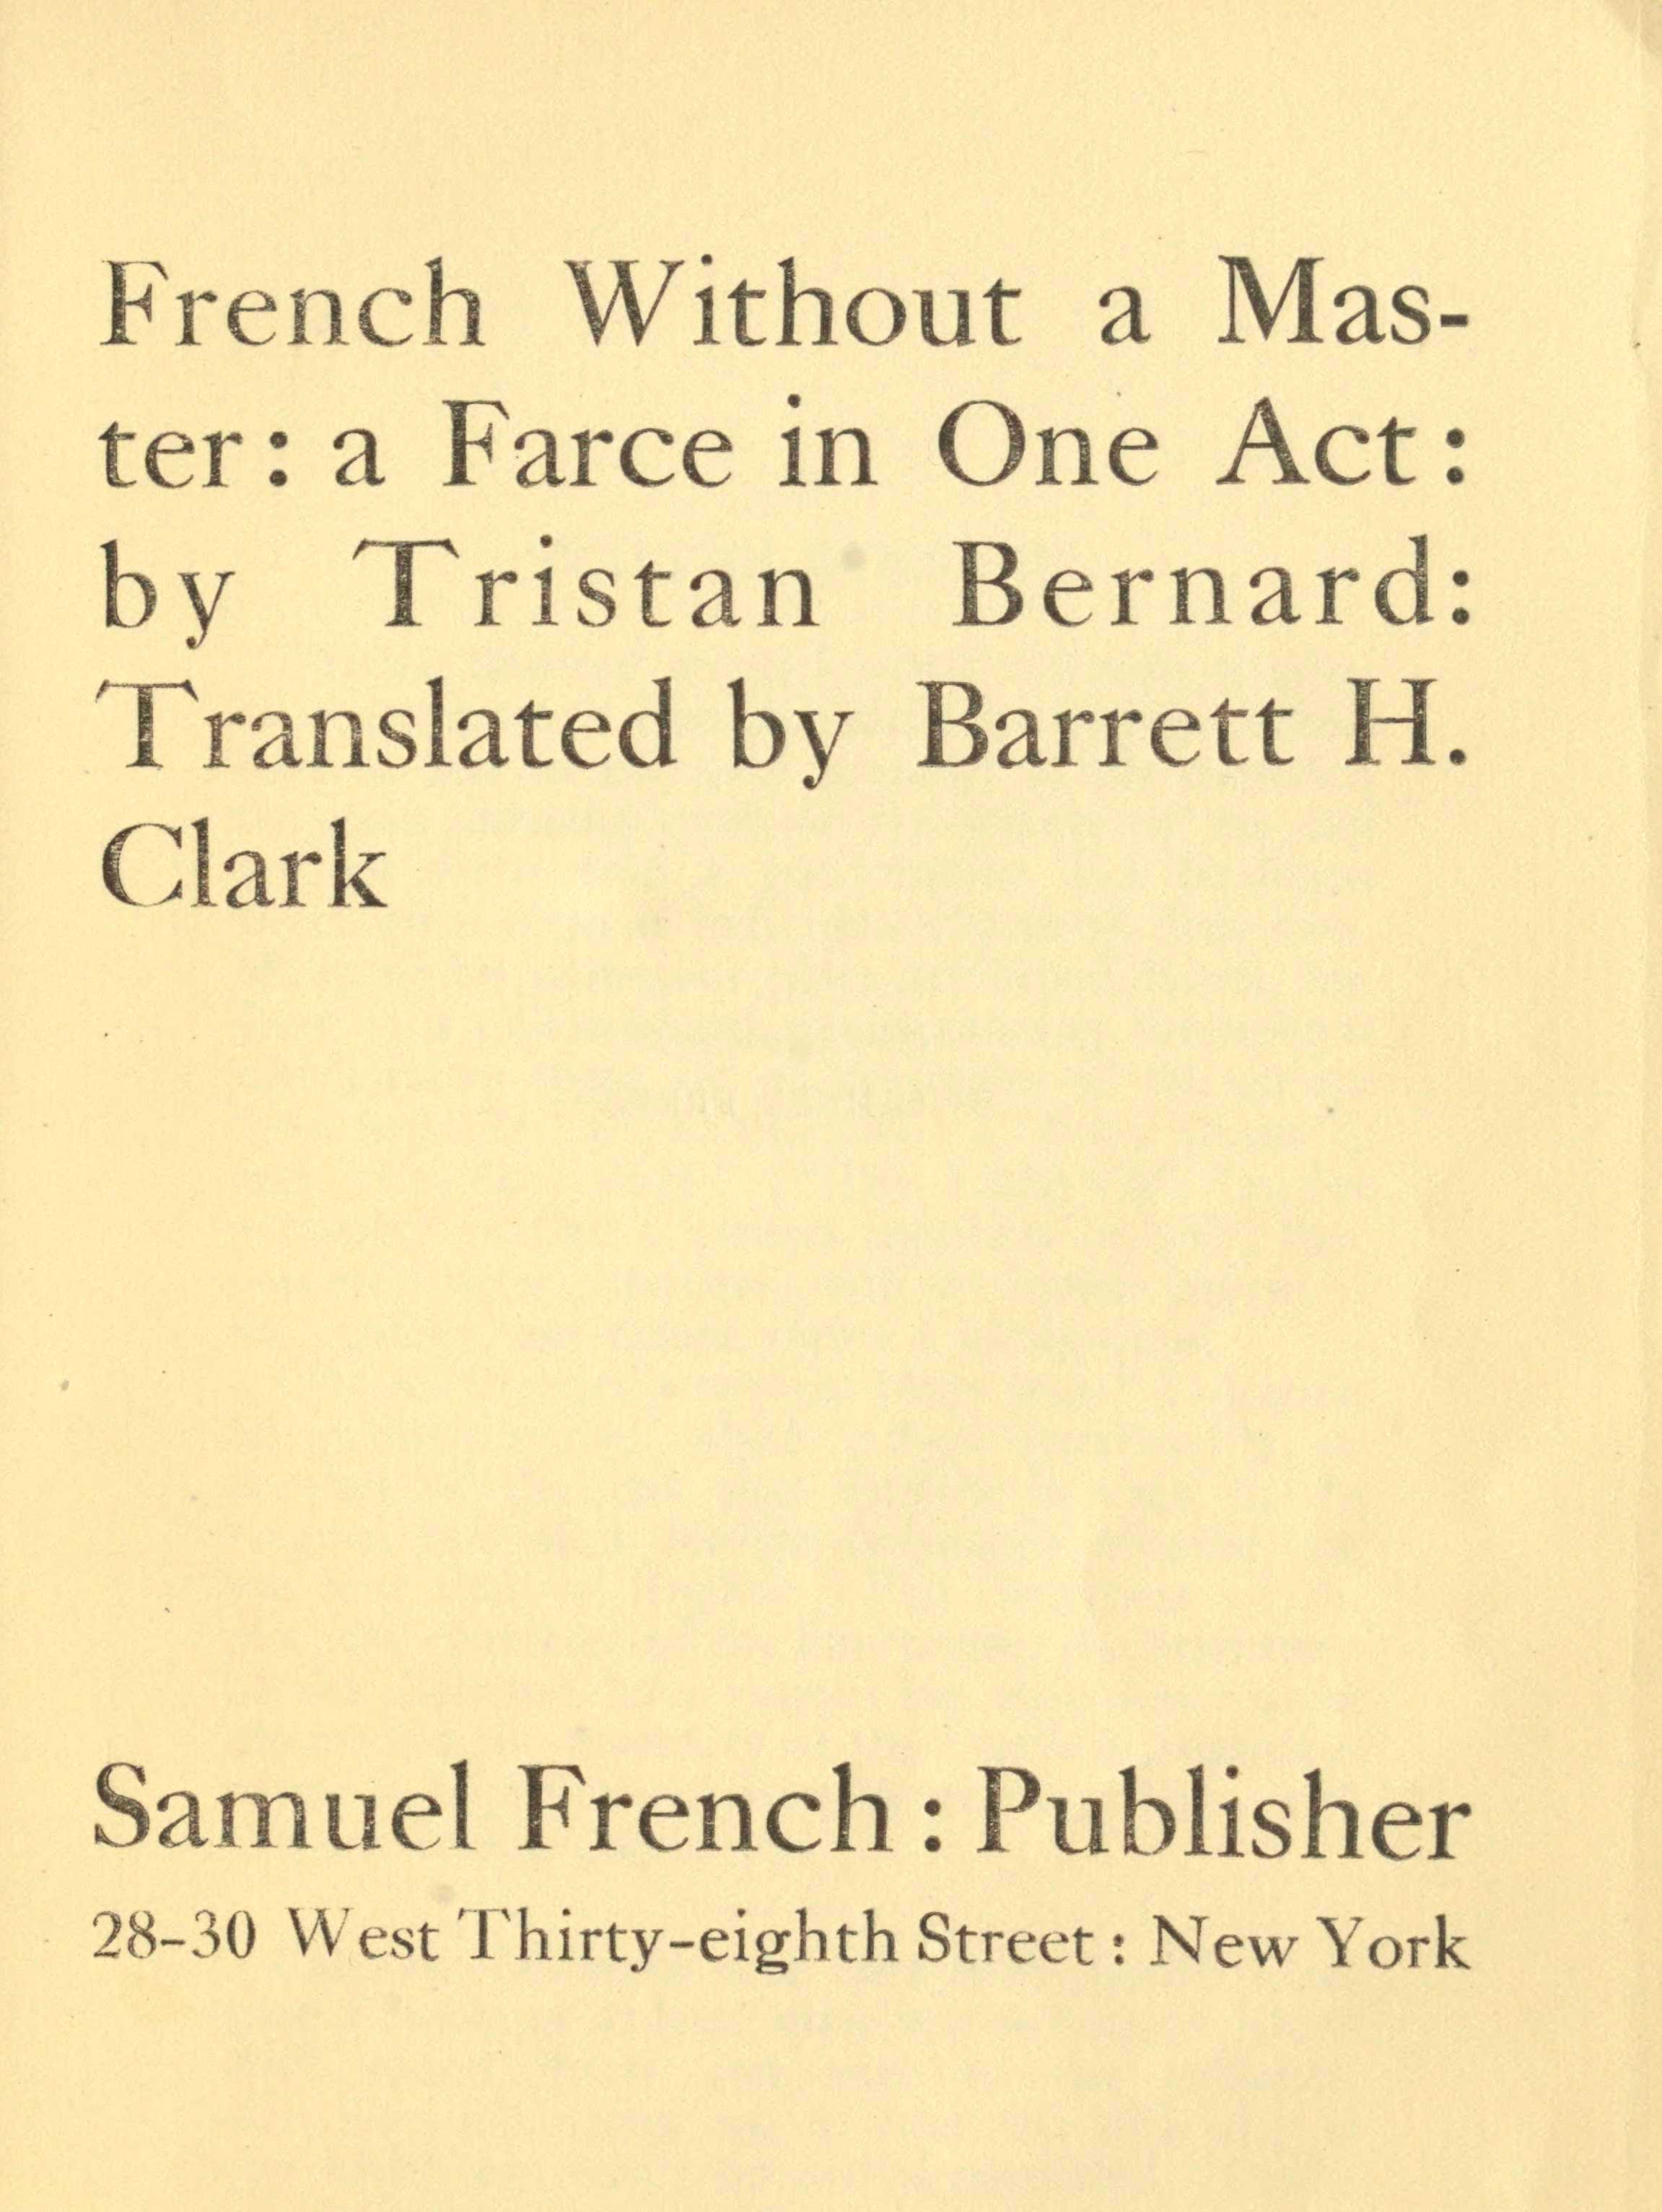 French Without a Mas-
ter: a Farce in One Act:
by Tristan Bernard:
Translated by Barrett H.
Clark
Samuel French: Publisher
28-30 West Thirty-eighth Street: New York